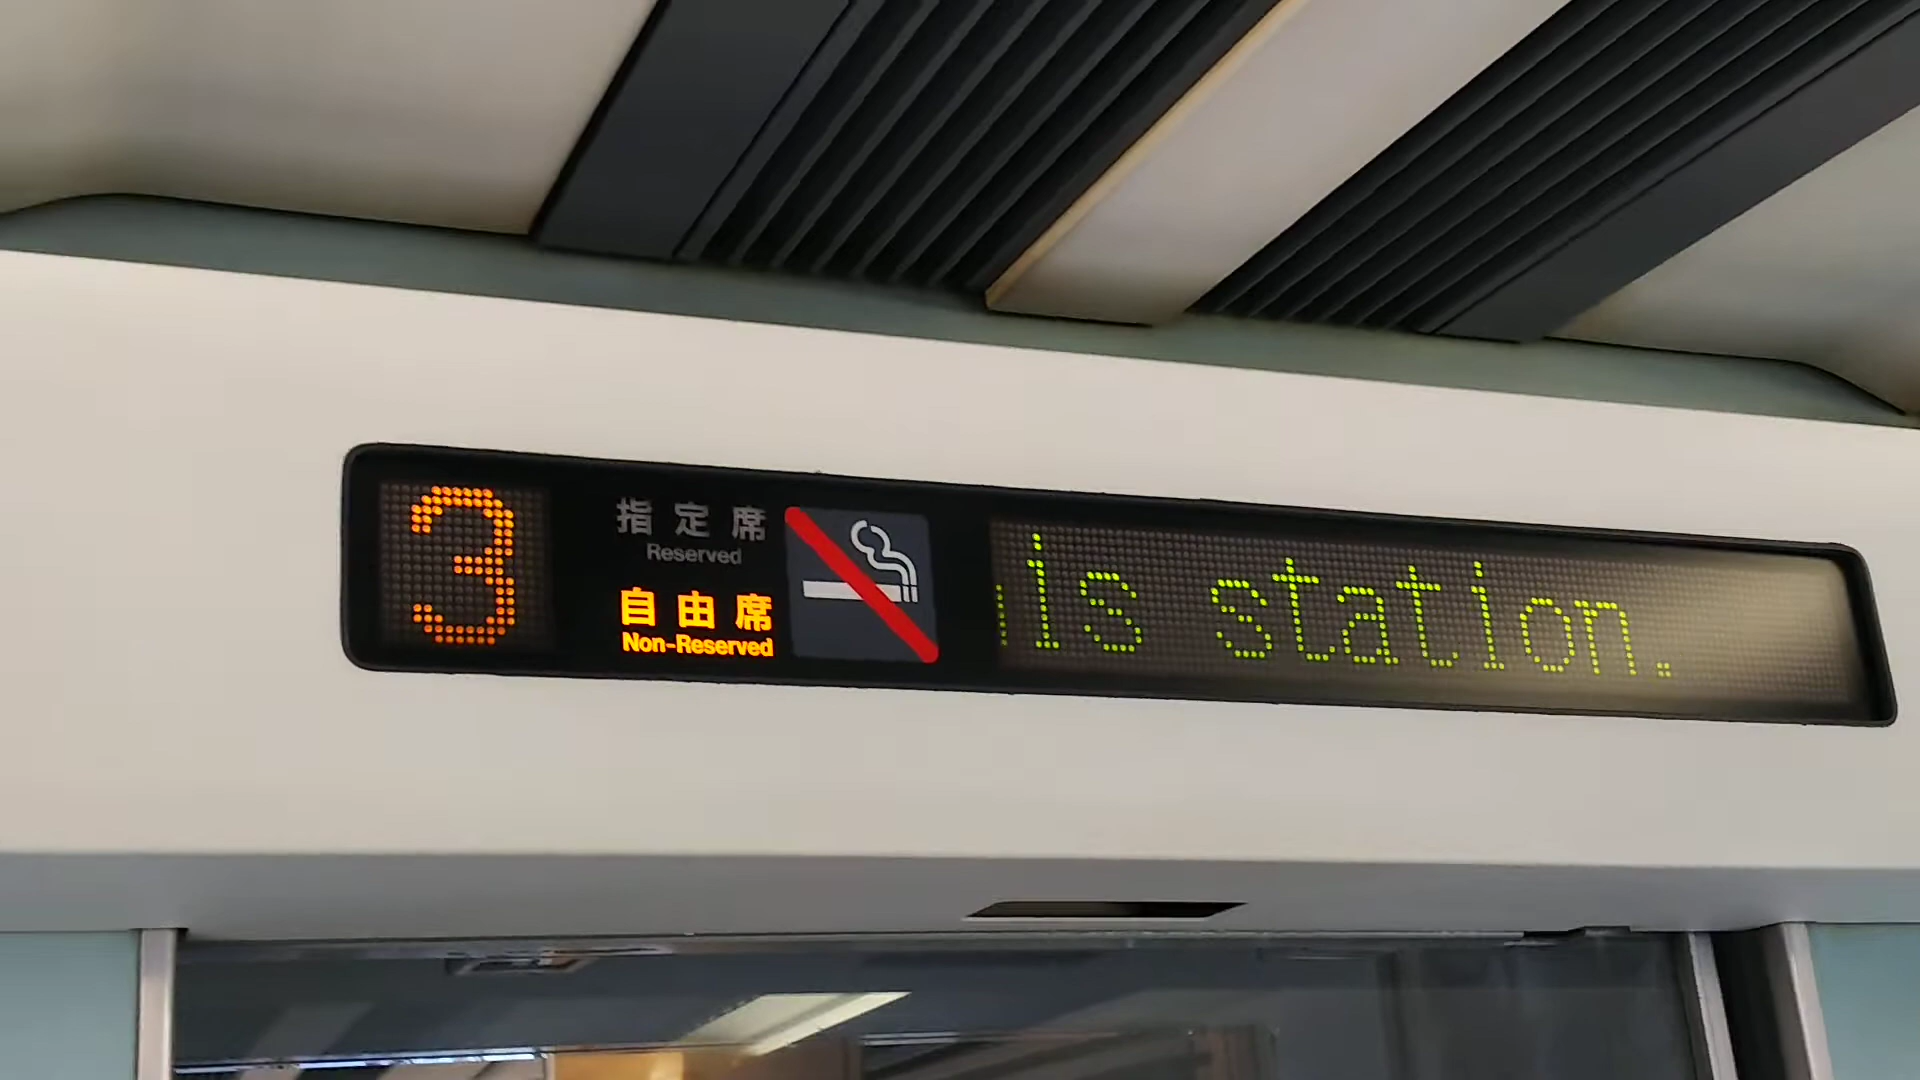 3
指定席
Reserved
自由席
Non-Reserved
is station.